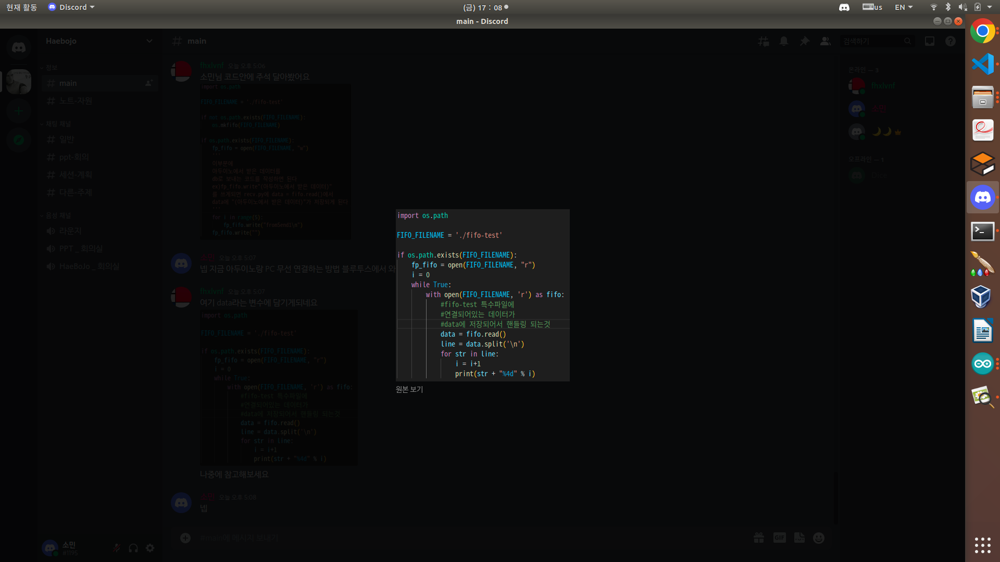 현재 활동
Discord
(금) 17 : 08
us
EN
main - Discord
Haebojo
main
검색하기
정보
main
노트-자원
채팅 채널
일반
ppt-회의
세션-계획
다른-주제
음성 채널
라운지
PPT _ 회의실
HaeBoJo _ 회의실
fhxlvnf 오늘 오후 5:06
소민님 코드안에 주석 달아봤어요
import os.path
FIFO_FILENAME = './fifo-test'
if not os.path.exists(FIFO_FILENAME):
os.mkfifo(FIFO_FILENAME)
if os.path.exists(FIFO_FILENAME):
fp_fifo = open(FIFO_FILENAME, "w")
'''
이부분에
아두이노에서 받은 데이터를
db로 보내는 코드를 작성하면 된다
ex)fp_fifo.write"(아두이노에서 받은 데이터)"
를 쓰게되면 recv.py에 data = fifo.read()에서
data에 "(아두이노에서 받은 데이터)"가 저장되게 된다
'''
for i in range(5):
fp_fifo.write("fromSend!\n")
fp_fifo.write("")
소민 오늘 오후 5:07
넵 지금 아두이노랑 PC 무선 연결하는 방법 블루투스에서 와
fhxlvnf 오늘 오후 5:07
여기 data라는 변수에 담기게되네요
import os.path
FIFO_FILENAME = './fifo-test'
if os.path.exists(FIFO_FILENAME):
fp_fifo = open(FIFO_FILENAME, "r")
i = 0
while True:
with open(FIFO_FILENAME, 'r') as fifo:
#fifo-test 특수파일에
#연결되어있는 데이터가
#data에 저장되어서 핸들링 되는것
data = fifo.read()
line = data.split('\n')
for str in line:
i = i+1
print(str + "%4d" % i)
나중에 참고해보세요
소민 오늘 오후 5:08
넵
#main에 메시지 보내기
GIF
소민
#1195
import os.path
FIFO_FILENAME = './fifo-test'
if os.path.exists(FIFO_FILENAME):
fp_fifo = open(FIFO_FILENAME, "r")
i = 0
while True:
with open(FIFO_FILENAME, 'r') as fifo:
#fifo-test 특수파일에
#연결되어있는 데이터가
#data에 저장되어서 핸들링 되는것
data = fifo.read()
line = data.split('\n')
for str in line:
i = i+1
print(str + "%4d" % i)
원본 보기
온라인 — 3
fhxlvnf
소민
오프라인 — 1